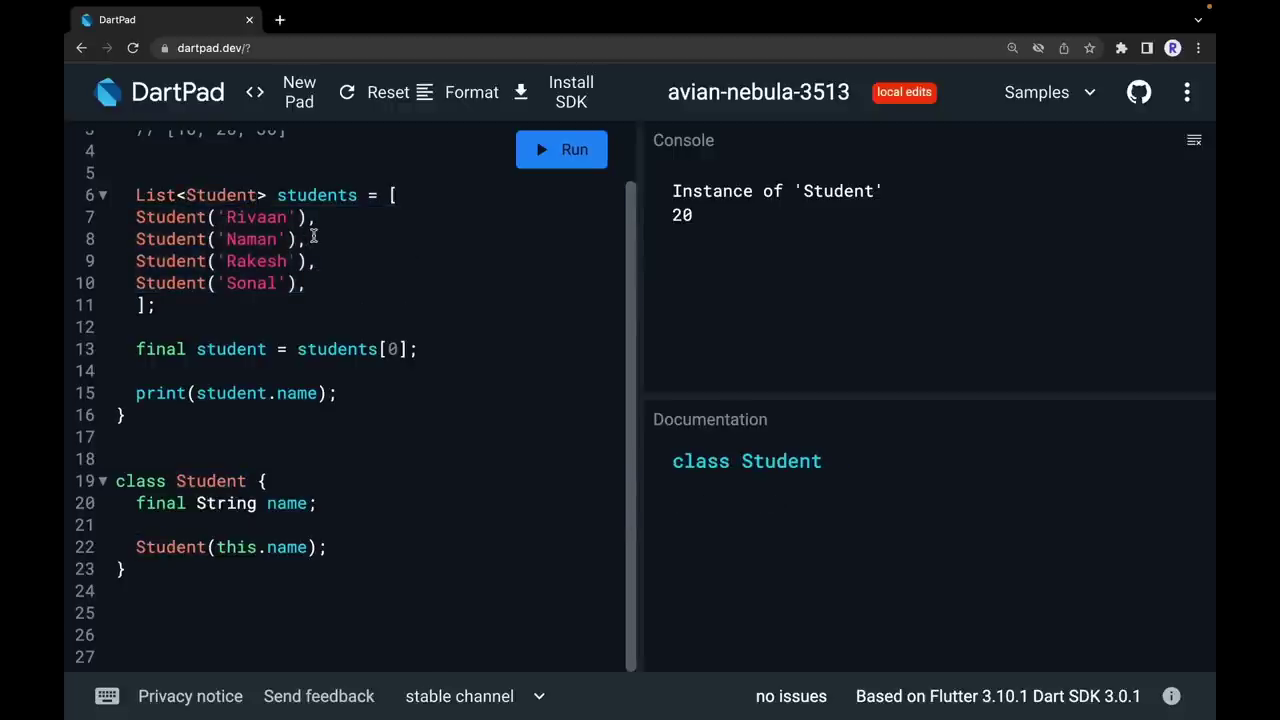 DartPad
dartpad.dev/?
R
DartPad
<> New Pad
Reset
Format
Install SDK
avian-nebula-3513
local edits
Samples
Run
4
5
6 List<Student> students = [
7 Student('Rivaan'),
8 Student('Naman'),
9 Student('Rakesh'),
10 Student('Sonal'),
11 ];
12
13 final student = students[0];
14
15 print(student.name);
16 }
17
18
19 class Student {
20 final String name;
21
22 Student(this.name);
23 }
24
25
26
27
Console
Instance of 'Student'
20
Documentation
class Student
Privacy notice
Send feedback
stable channel
no issues
Based on Flutter 3.10.1 Dart SDK 3.0.1